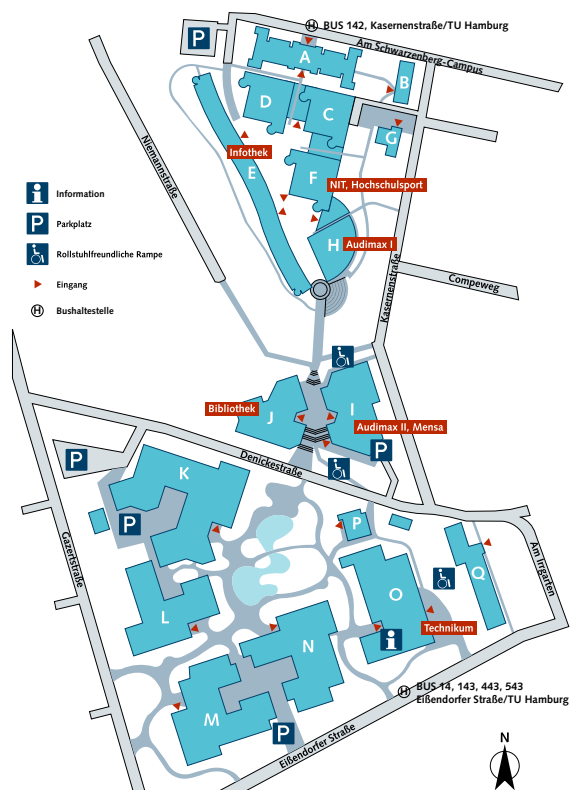 H BUS 142, Kasernenstraße/TU Hamburg
P
Am Schwarzenberg-Campus
A
B
D
C
G
Infothek
E
F
NIT, Hochschulsport
H
Audimax I
Niemannstraße
Kasernenstraße
Compeweg
i Information
P Parkplatz
Rollstuhlfreundliche Rampe
Eingang
H Bushaltestelle
Bibliothek
J
I
Audimax II, Mensa
P
Denickestraße
P
K
P
P
Gazertstraße
Am Irrgarten
Q
O
L
Technikum
N
i
M
P
H BUS 14, 143, 443, 543
Eißendorfer Straße/TU Hamburg
Eißendorfer Straße
N